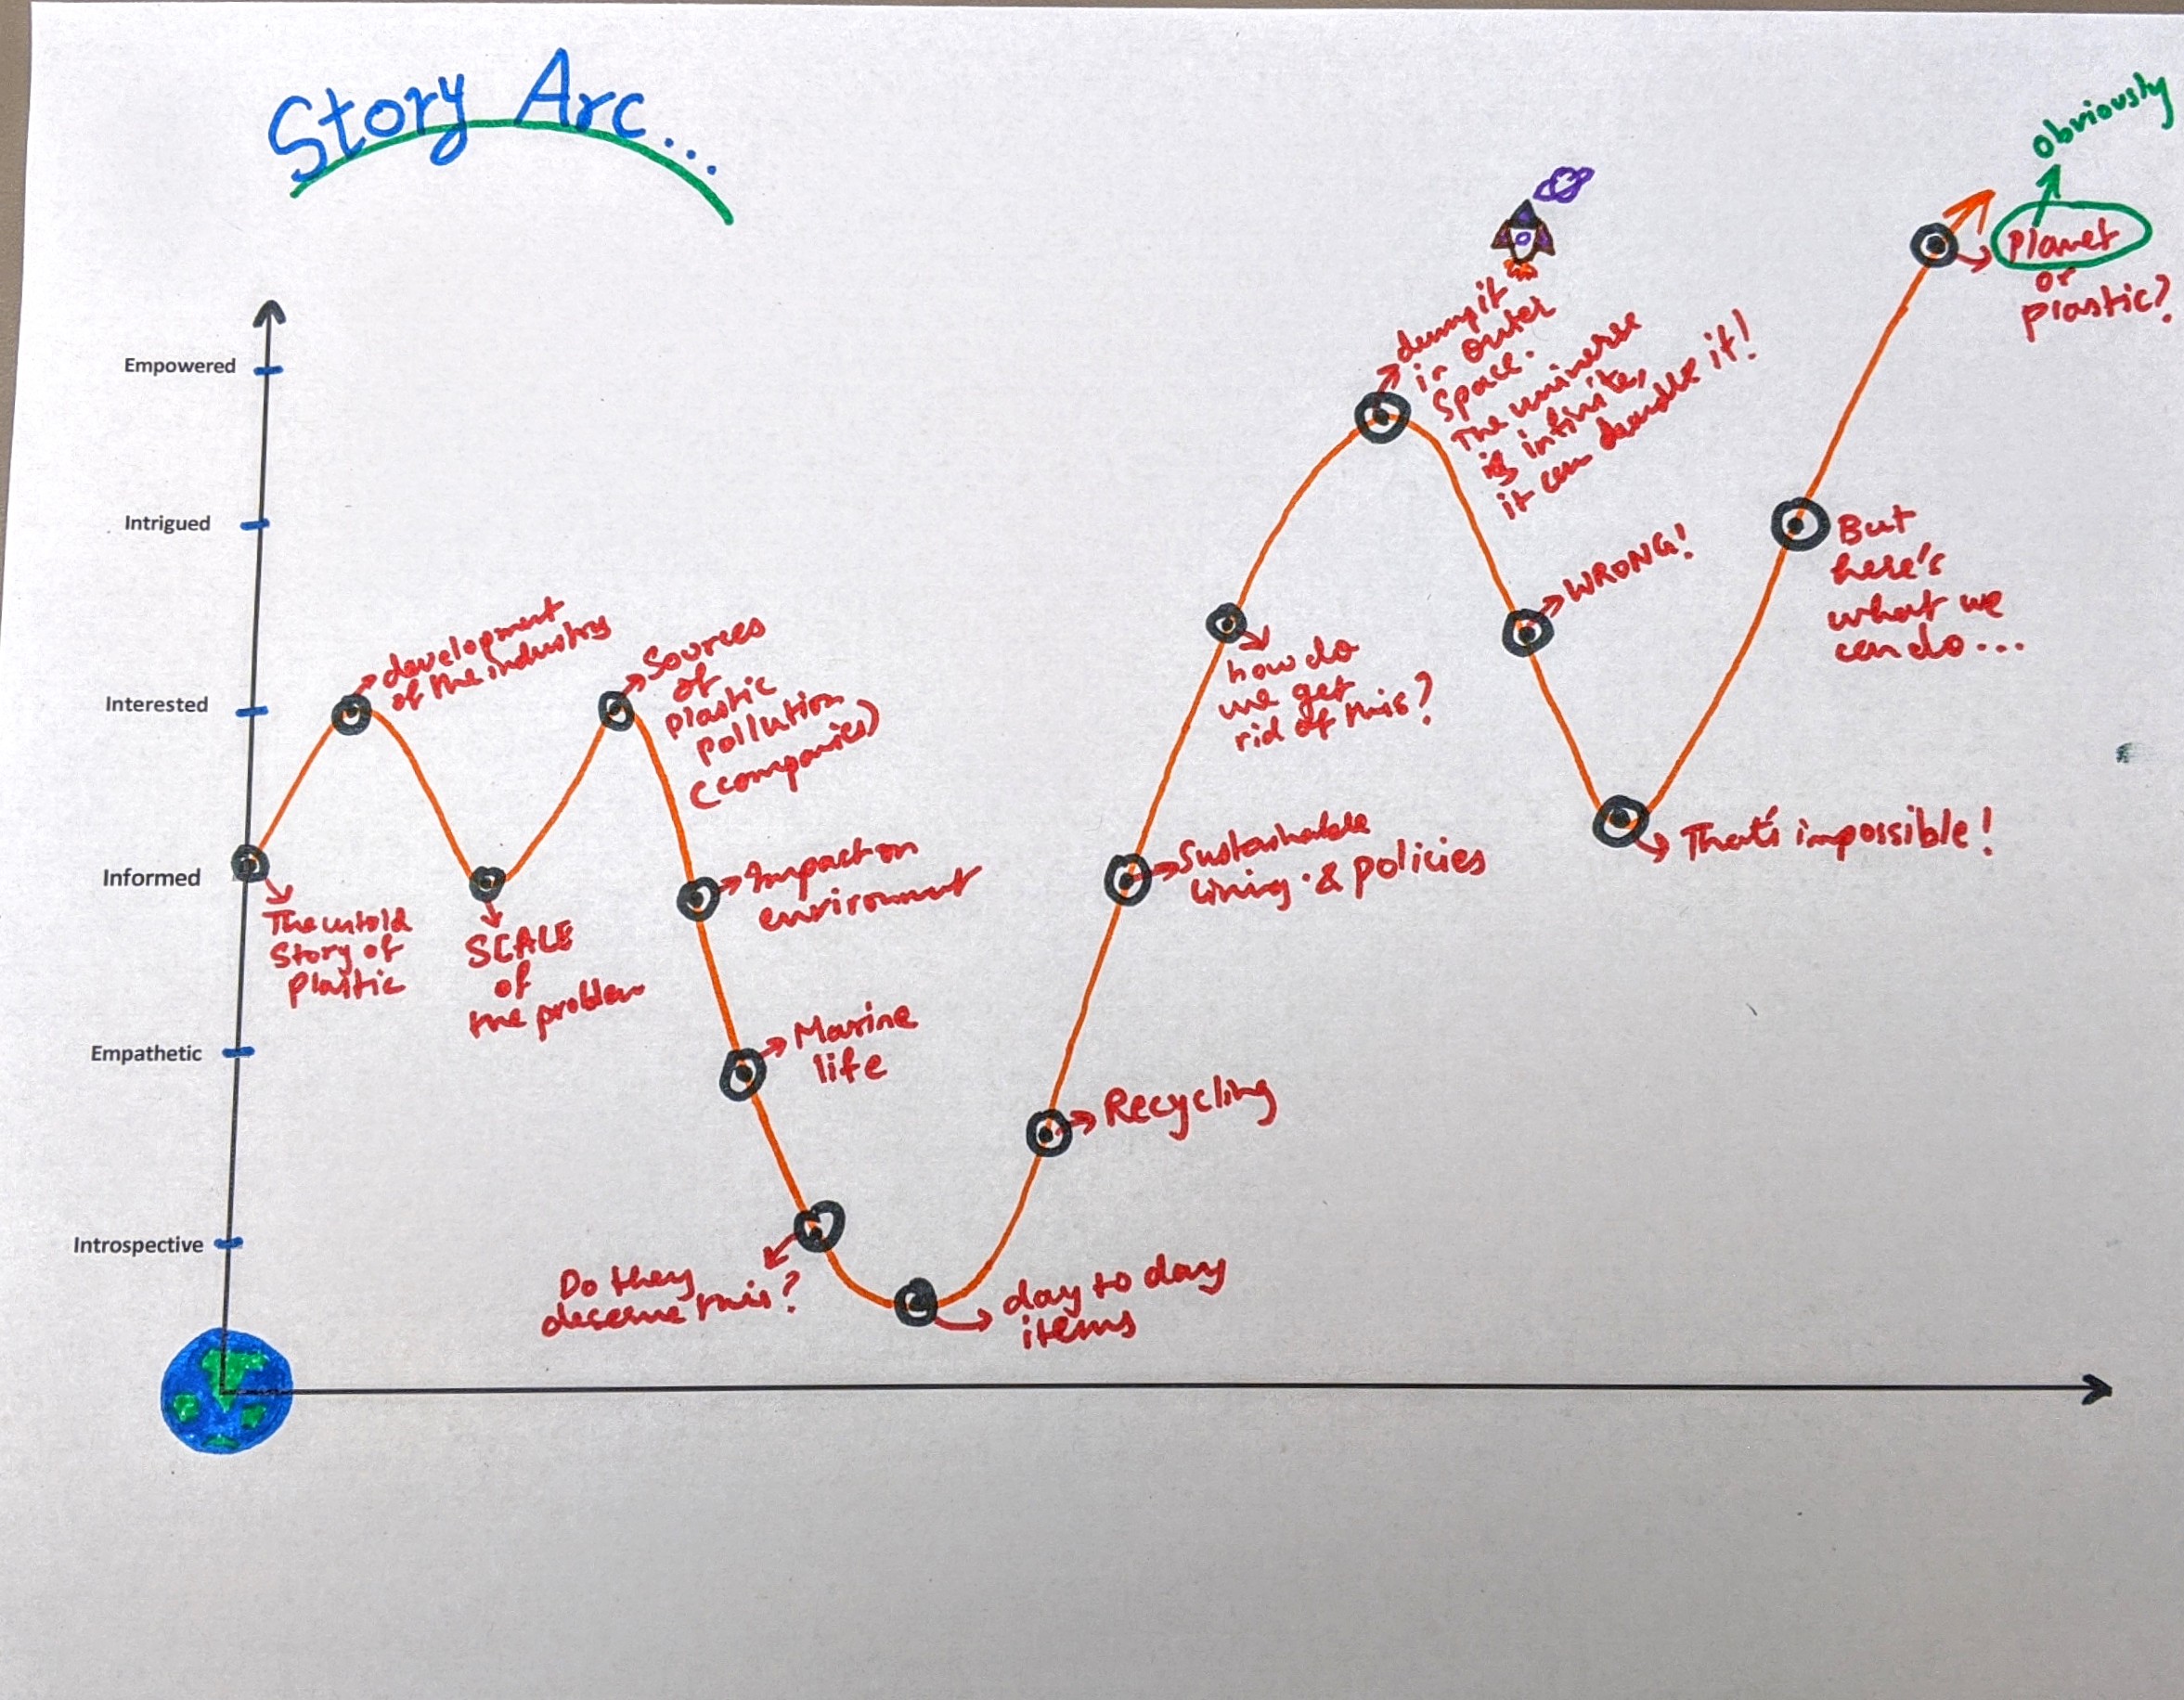 Story Arc...
Empowered
Intrigued
Interested
Informed
Empathetic
Introspective
The untold
Story of
Plastic
development
of the industry
SCALE
of
the problem
Sources
of
plastic
pollution
(companies)
Impact on
environment
Marine
life
Do they
deserve this?
day to day
items
Recycling
Sustainable
living & policies
how do
we get
rid of this?
dump it
in outer
space.
The universe
is infinite,
it can handle it!
WRONG!
That's impossible!
But
here's
what we
can do...
Planet
or
Plastic?
obviously